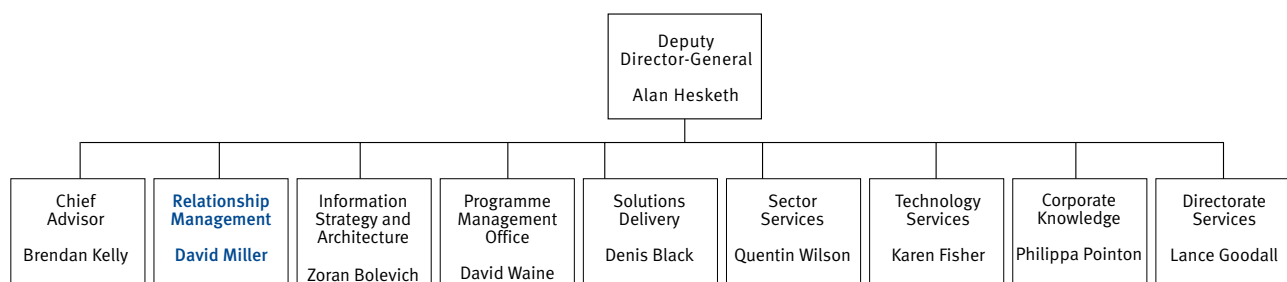 Deputy
Director-General
Alan Hesketh
Chief
Advisor
Brendan Kelly
Relationship
Management
David Miller
Information
Strategy and
Architecture
Zoran Bolevich
Programme
Management
Office
David Waine
Solutions
Delivery
Denis Black
Sector
Services
Quentin Wilson
Technology
Services
Karen Fisher
Corporate
Knowledge
Philippa Pointon
Directorate
Services
Lance Goodall